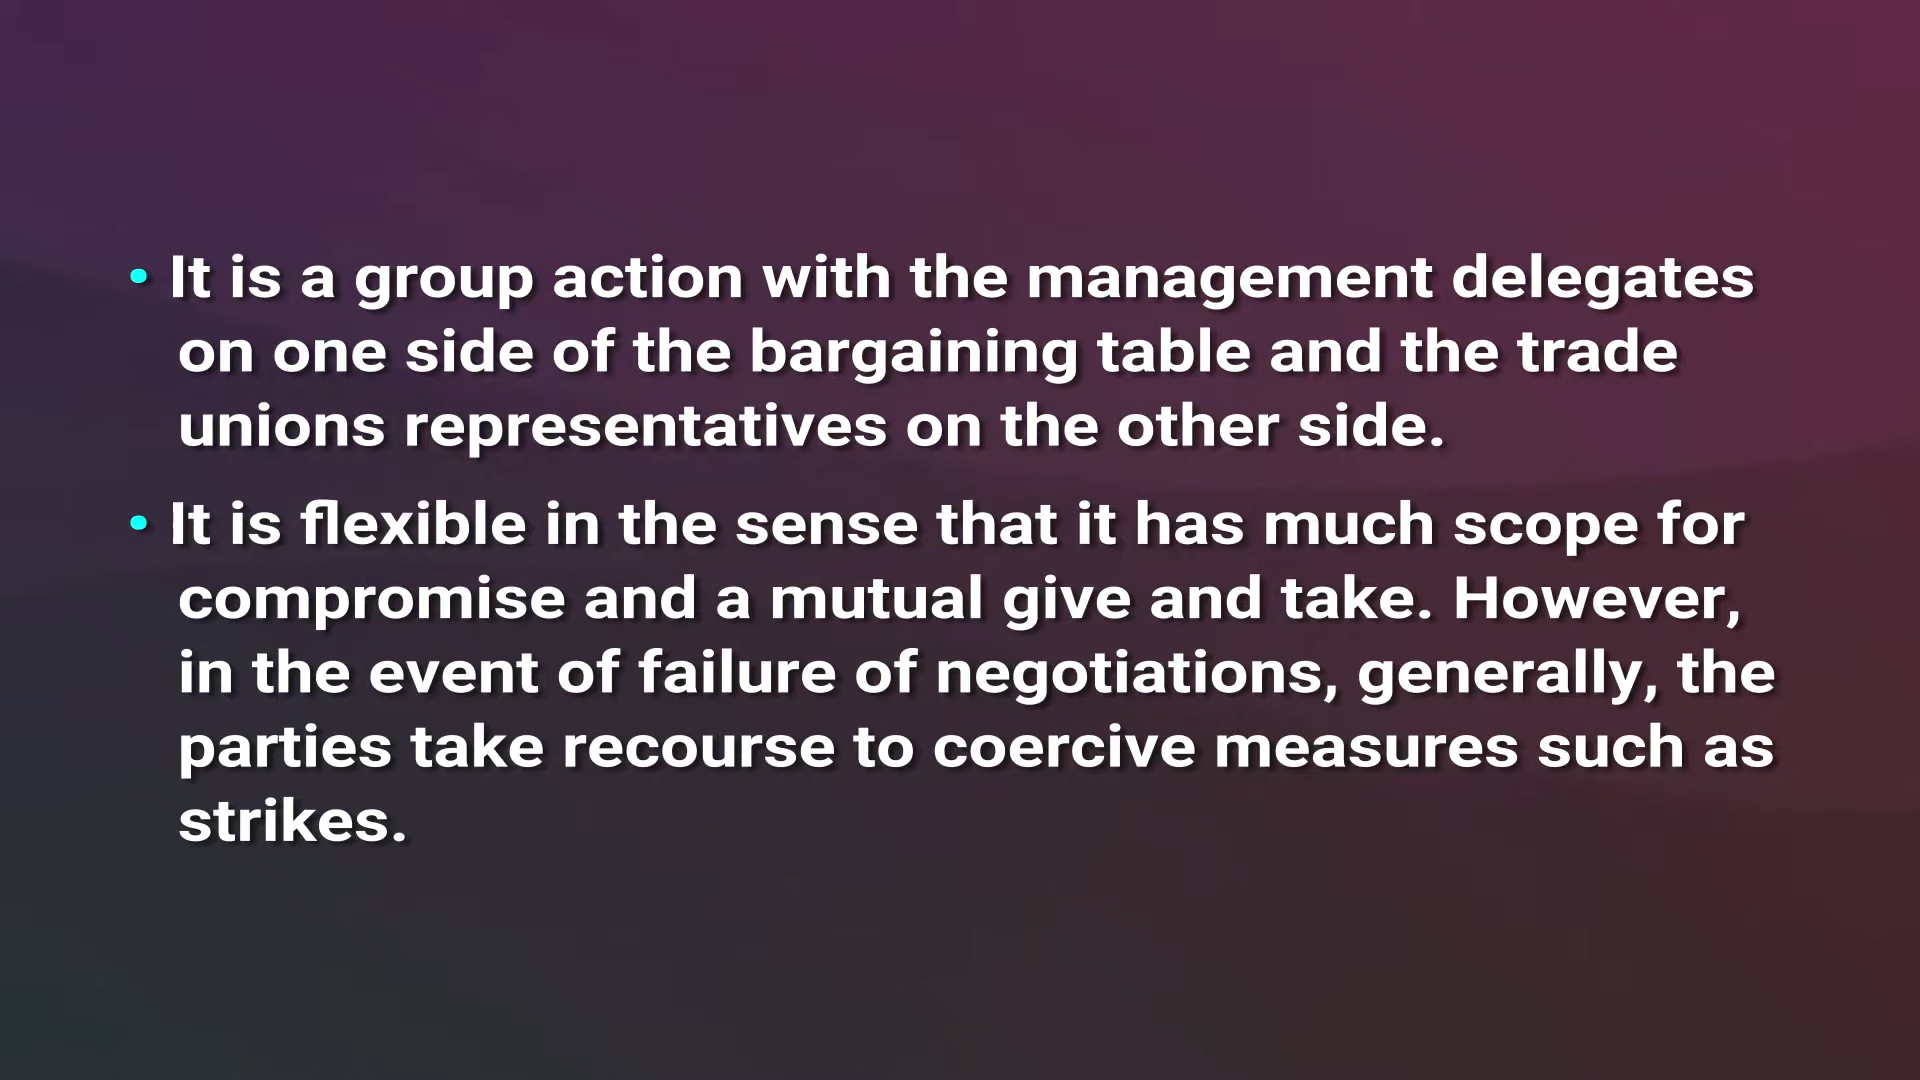 • It is a group action with the management delegates
on one side of the bargaining table and the trade
unions representatives on the other side.
• It is flexible in the sense that it has much scope for
compromise and a mutual give and take. However,
in the event of failure of negotiations, generally, the
parties take recourse to coercive measures such as
strikes.